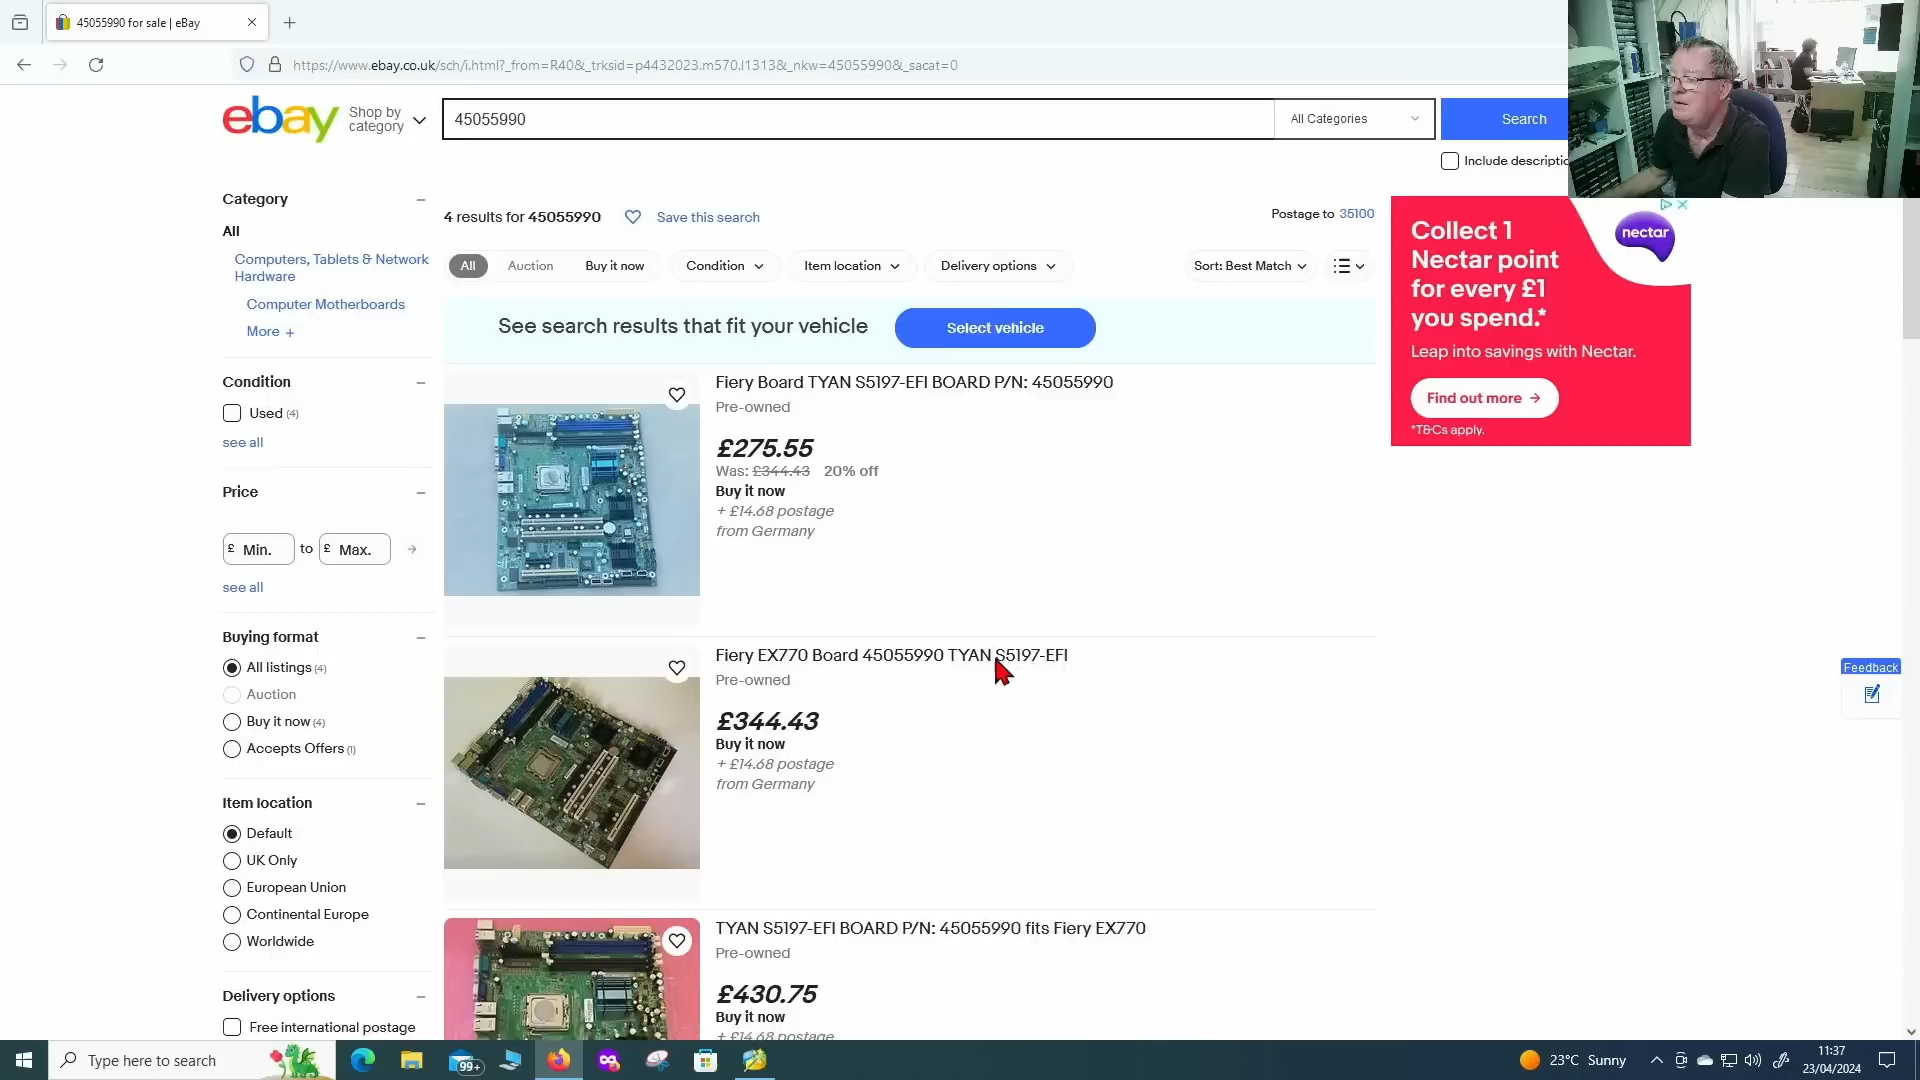 45055990 for sale | eBay
https://www.ebay.co.uk/sch/i.html?_from=R40&_trksid=p4432023.m570.l1313&_nkw=45055990&_sacat=0
ebay
Shop by category
45055990
All Categories
Search
Include descriptio
Category
All
Computers, Tablets & Network Hardware
Computer Motherboards
More +
Condition
Used (4)
see all
Price
£ Min. to £ Max.
see all
Buying format
All listings (4)
Auction
Buy it now (4)
Accepts Offers (1)
Item location
Default
UK Only
European Union
Continental Europe
Worldwide
Delivery options
Free international postage
4 results for 45055990
Save this search
Postage to 35100
All
Auction
Buy it now
Condition
Item location
Delivery options
Sort: Best Match
See search results that fit your vehicle
Select vehicle
Fiery Board TYAN S5197-EFI BOARD P/N: 45055990
Pre-owned
£275.55
Was: £344.43 20% off
Buy it now
+ £14.68 postage
from Germany
Fiery EX770 Board 45055990 TYAN S5197-EFI
Pre-owned
£344.43
Buy it now
+ £14.68 postage
from Germany
TYAN S5197-EFI BOARD P/N: 45055990 fits Fiery EX770
Pre-owned
£430.75
Buy it now
+ £14.68 postage
Collect 1
Nectar point
for every £1
you spend.*
nectar
Leap into savings with Nectar.
Find out more →
*T&Cs apply.
Feedback
Type here to search
99+
23°C Sunny
11:37
23/04/2024